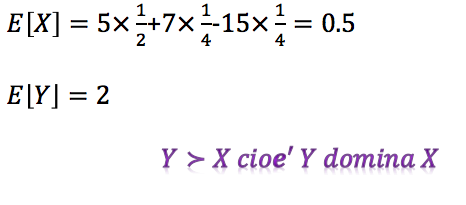 E[X] = 5×1/2+7×1/4-15×1/4 = 0.5
E[Y] = 2
Y ≻ X cioe' Y domina X